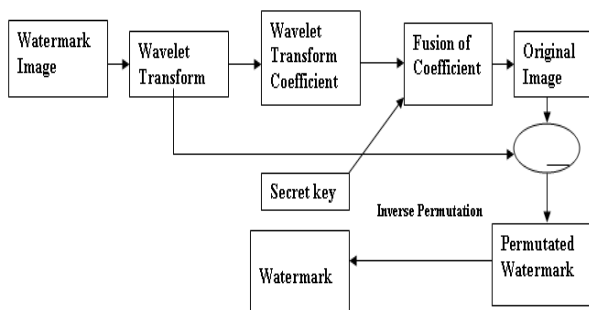 Watermark
Image
Wavelet
Transform
Wavelet
Transform
Coefficient
Fusion of
Coefficient
Original
Image
Secret key
Inverse Permutation
Permutated
Watermark
Watermark